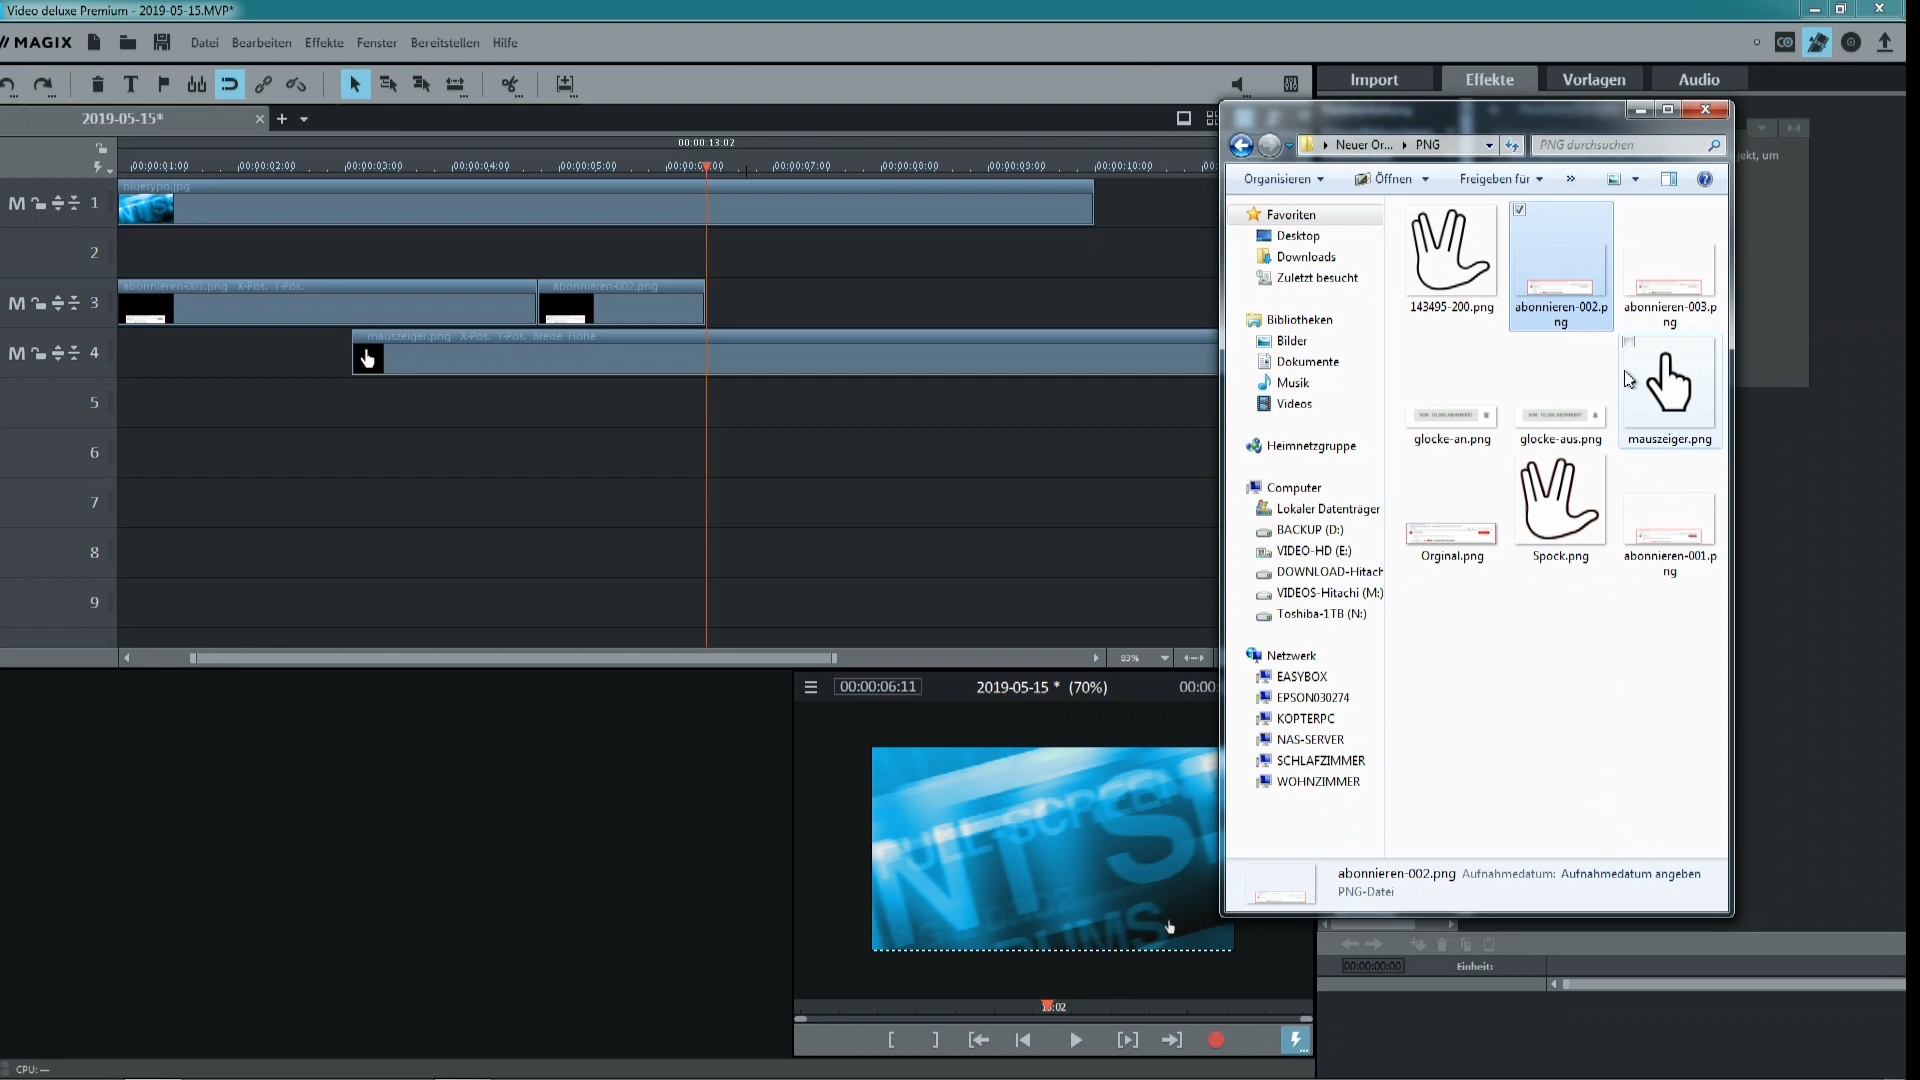 Video deluxe Premium - 2019-05-15.MVP*
MAGIX Datei Bearbeiten Effekte Fenster Bereitstellen Hilfe
Import Effekte Vorlagen Audio
2019-05-15*
00:00:13:02
00:00:01:00 00:00:02:00 00:00:03:00 00:00:04:00 00:00:05:00 00:00:07:00 00:00:08:00 00:00:09:00 00:00:10:00
bluetypo.jpg
M 1
2
abonnieren-001.png X-Pos. Y-Pos. abonnieren-002.png
M 3
mauszeiger.png X-Pos. Y-Pos. Breite Höhe
M 4
5
6
7
8
9
83%
00:00:06:11 2019-05-15 * (70%) 00:00:
FULL-SCREEN
NT S
13:02
CPU: —
Neuer Or... PNG PNG durchsuchen
jekt, um
Organisieren Öffnen Freigeben für »
Favoriten
Desktop
Downloads
Zuletzt besucht
Bibliotheken
Bilder
Dokumente
Musik
Videos
Heimnetzgruppe
Computer
Lokaler Datenträger
BACKUP (D:)
VIDEO-HD (E:)
DOWNLOAD-Hitach
VIDEOS-Hitachi (M:)
Toshiba-1TB (N:)
Netzwerk
EASYBOX
EPSON030274
KOPTERPC
NAS-SERVER
SCHLAFZIMMER
WOHNZIMMER
143495-200.png
abonnieren-002.p
ng
abonnieren-003.p
ng
glocke-an.png
glocke-aus.png
mauszeiger.png
Orginal.png
Spock.png
abonnieren-001.p
ng
abonnieren-002.png Aufnahmedatum: Aufnahmedatum angeben
PNG-Datei
00:00:00:00 Einheit: